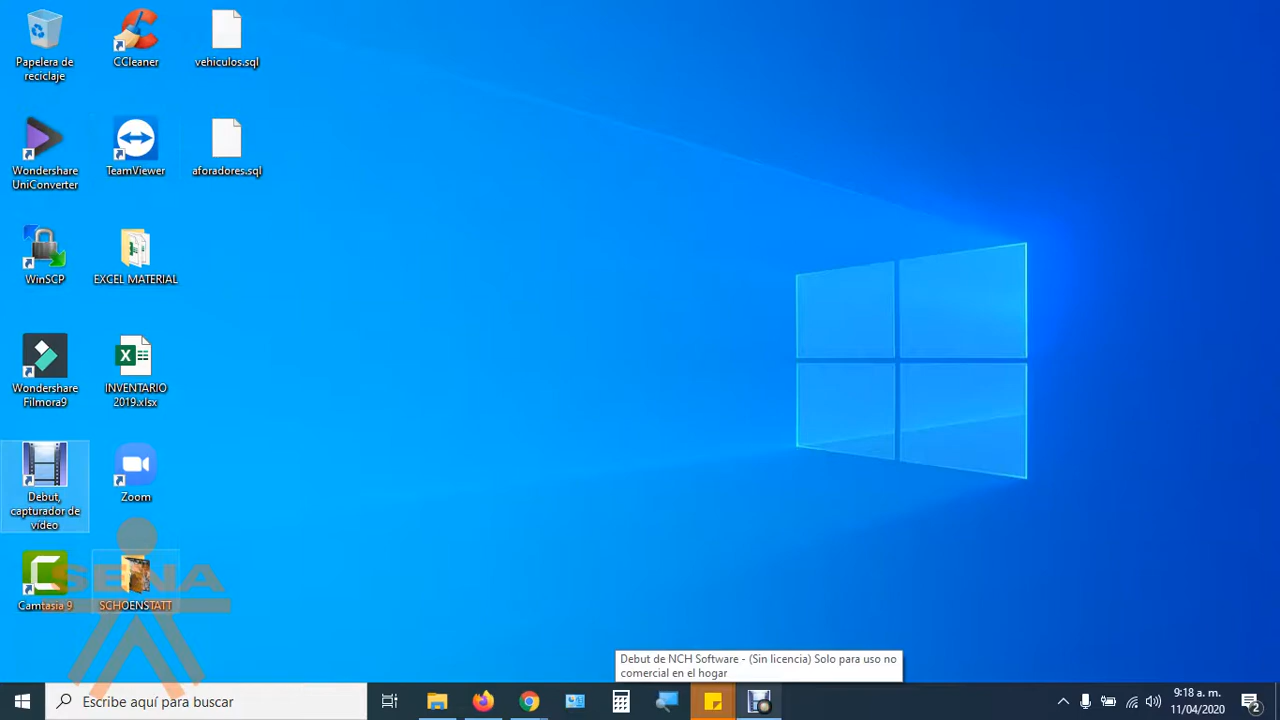 Papelera de
reciclaje
CCleaner
vehiculos.sql
Wondershare
UniConverter
TeamViewer
aforadores.sql
WinSCP
EXCEL MATERIAL
Wondershare
Filmora9
INVENTARIO
2019.xlsx
Debut,
capturador de
vídeo
Zoom
SENA
Camtasia 9
SCHOENSTATT
Debut de NCH Software - (Sin licencia) Solo para uso no
comercial en el hogar
Escribe aquí para buscar
9:18 a. m.
11/04/2020
2